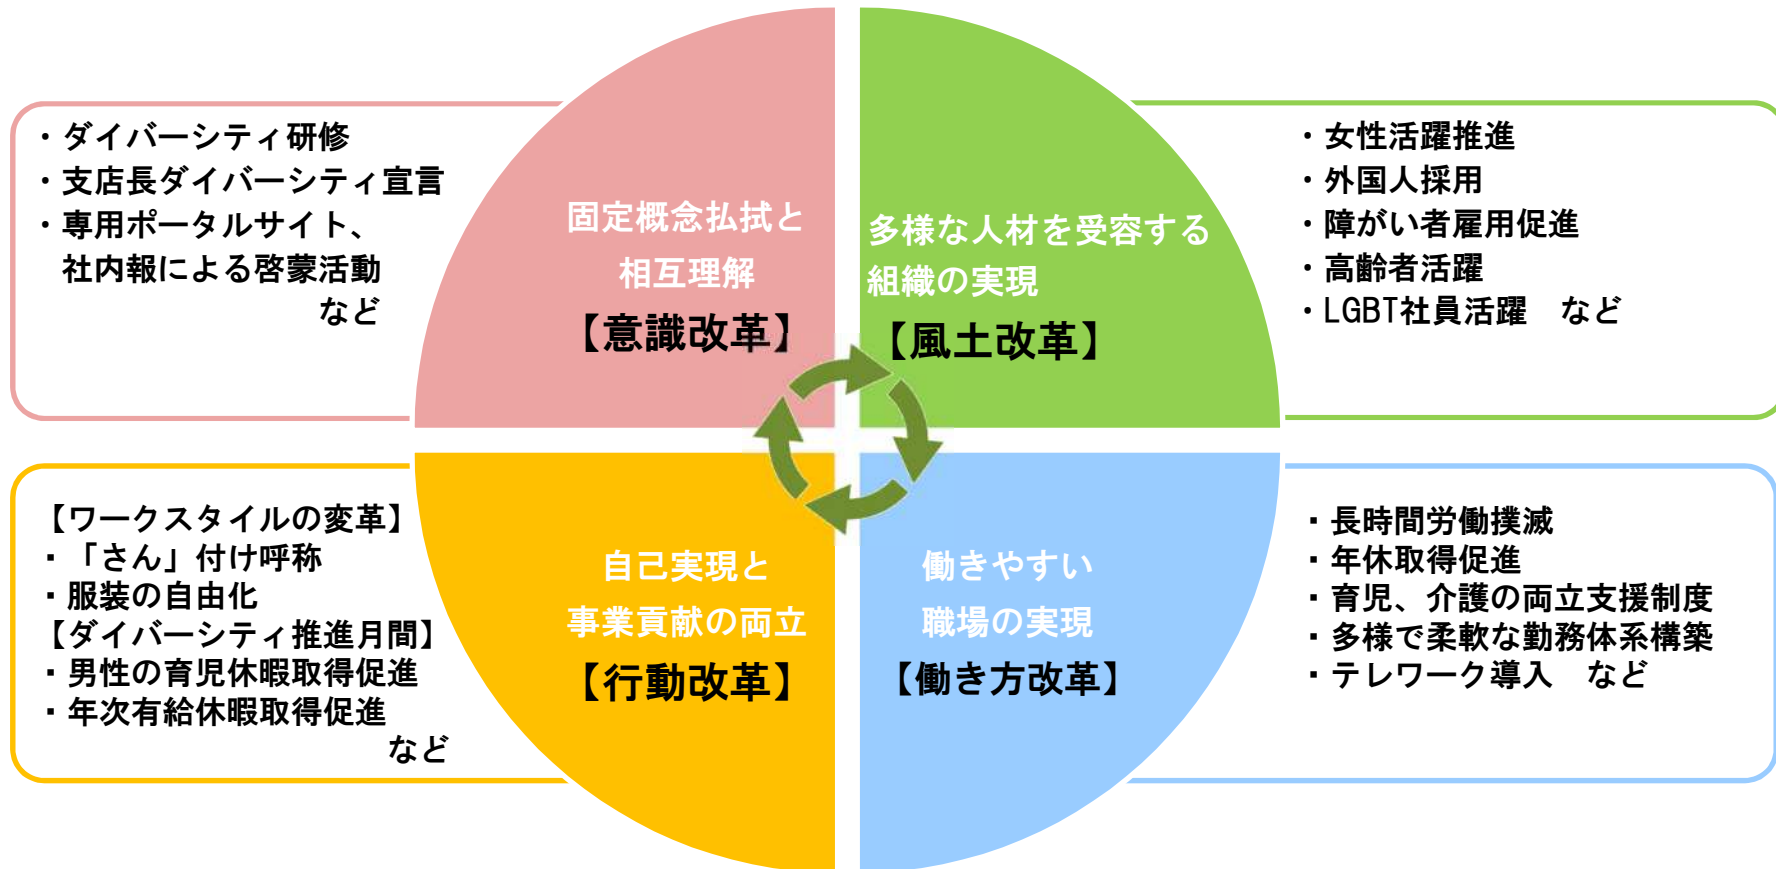 ・ダイバーシティ研修
・支店長ダイバーシティ宣言
・専用ポータルサイト、
社内報による啓蒙活動
など
固定概念払拭と
相互理解
【意識改革】
多様な人材を受容する
組織の実現
【風土改革】
・女性活躍推進
・外国人採用
・障がい者雇用促進
・高齢者活躍
・LGBT社員活躍　など
【ワークスタイルの変革】
・「さん」付け呼称
・服装の自由化
【ダイバーシティ推進月間】
・男性の育児休暇取得促進
・年次有給休暇取得促進
など
自己実現と
事業貢献の両立
【行動改革】
働きやすい
職場の実現
【働き方改革】
・長時間労働撲滅
・年休取得促進
・育児、介護の両立支援制度
・多様で柔軟な勤務体系構築
・テレワーク導入　など